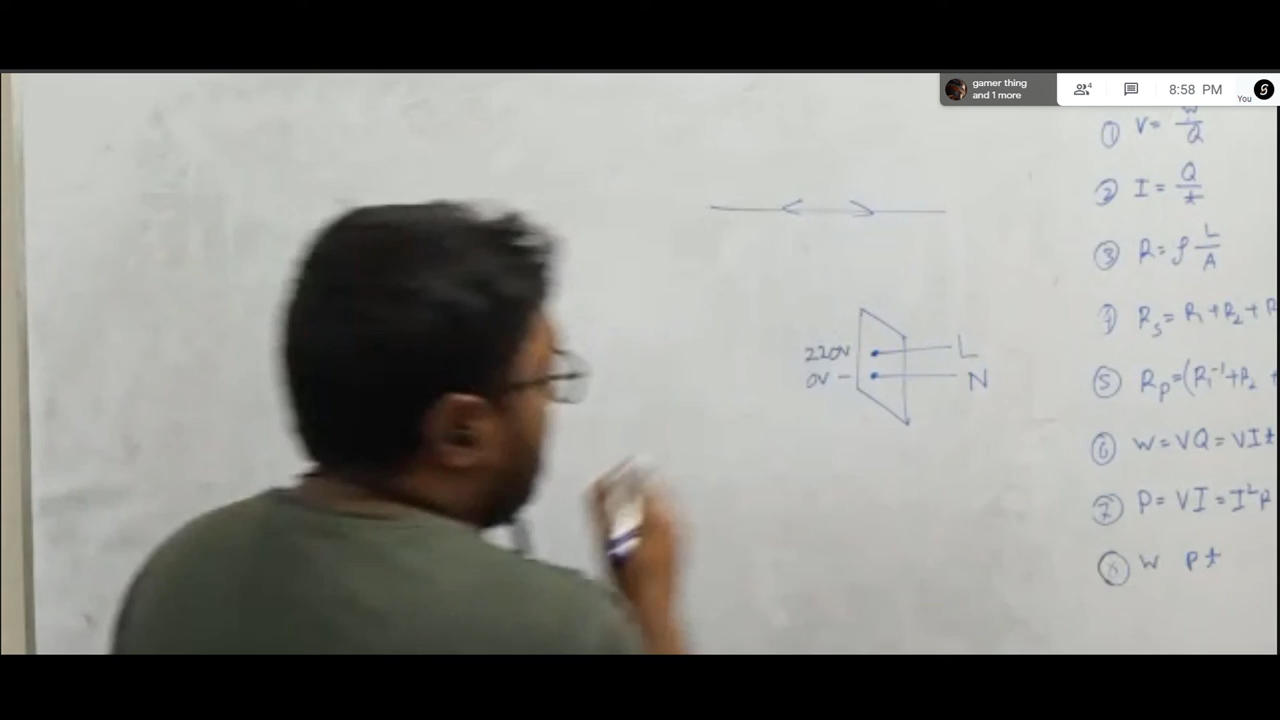 gamer thing
and 1 more
4
8:58 PM
You
① V = W/Q
② I = Q/t
③ R = ρ L/A
220V
L
0V -
N
Rs = R1 + R2 + R
⑤ Rp = (R1⁻¹ + R2 +
⑥ W = VQ = VIt
⑦ P = VI = I²R
⑧ W Pt